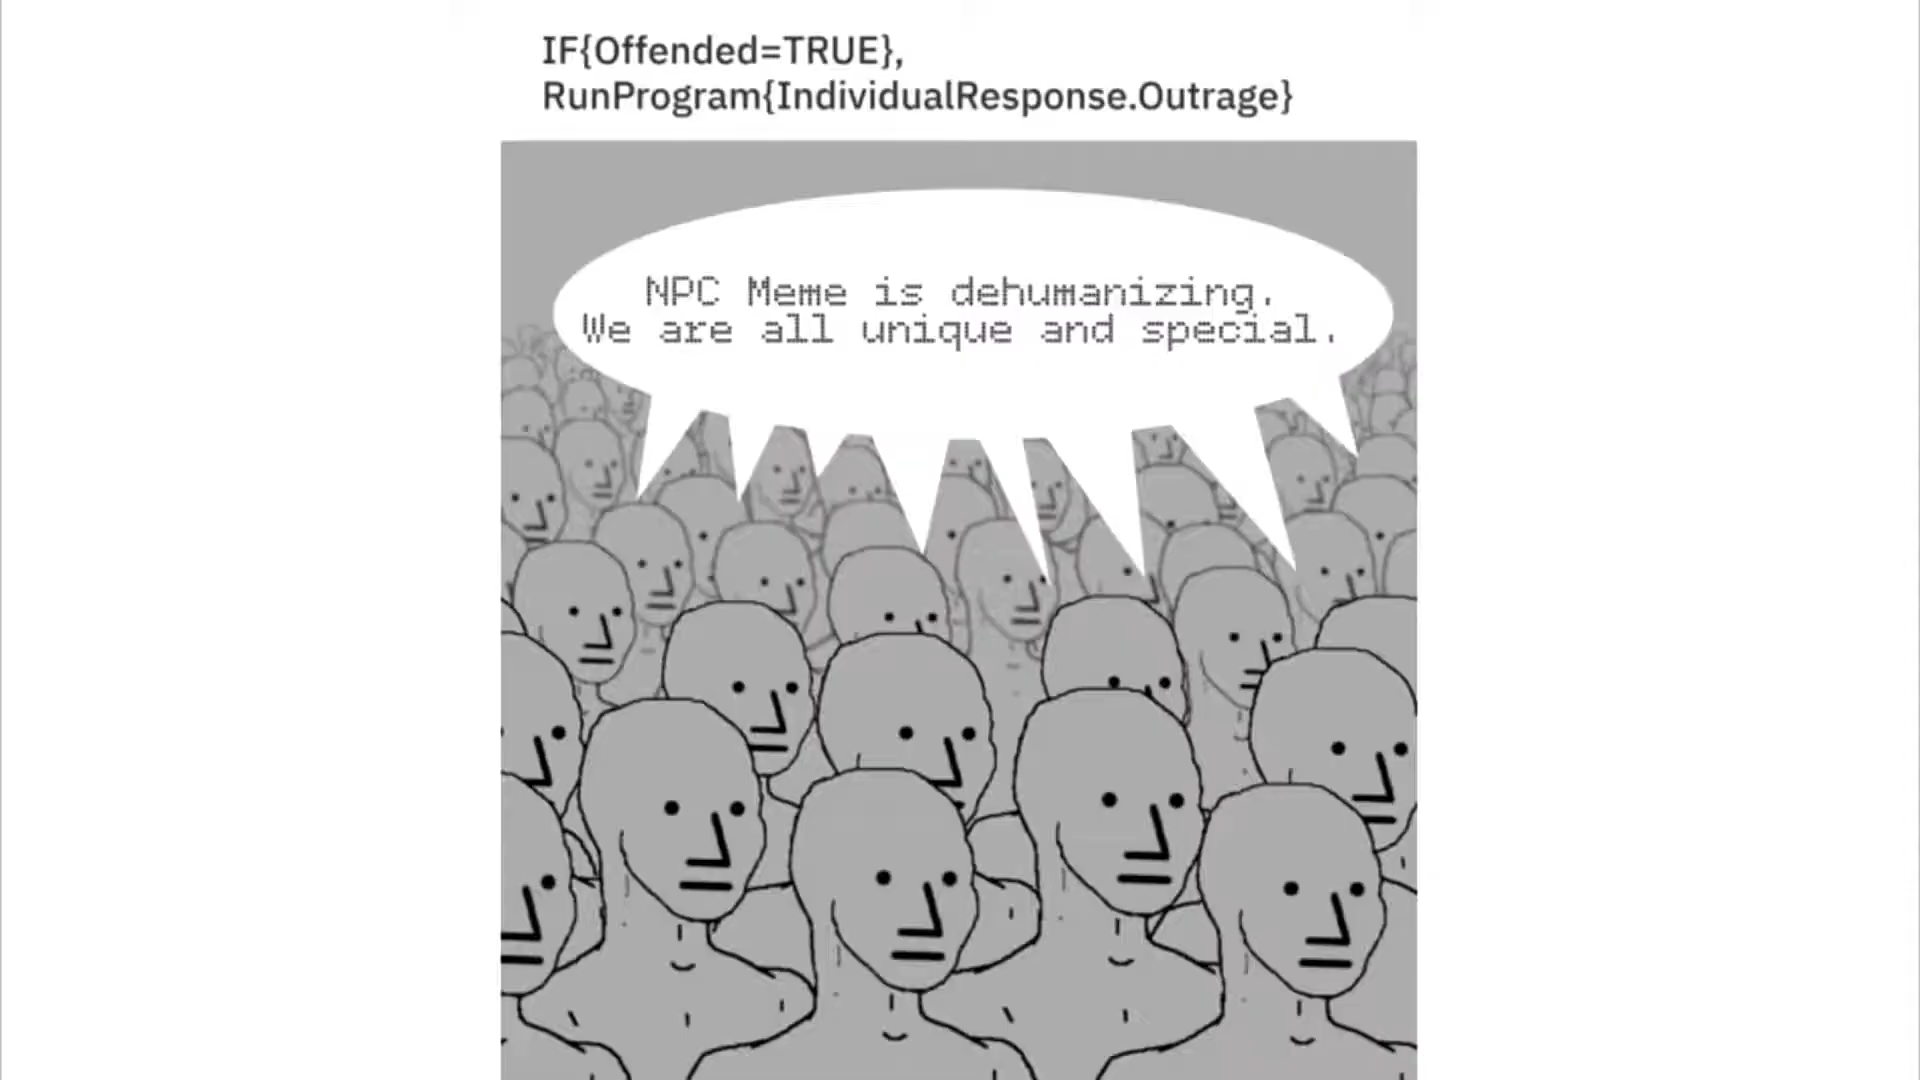 IF{Offended=TRUE},
RunProgram{IndividualResponse.Outrage}
NPC Meme is dehumanizing.
We are all unique and special.